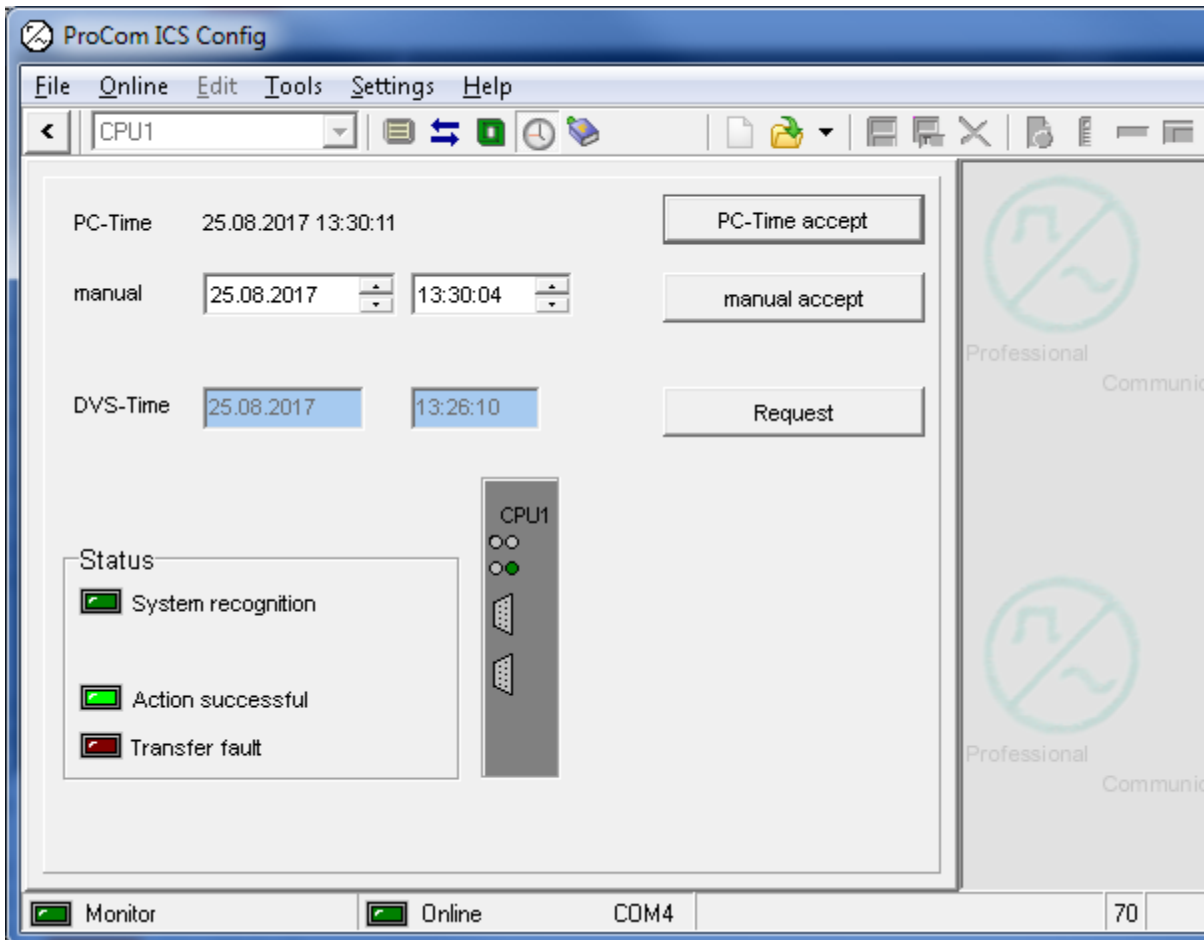 ProCom ICS Config
File Online Edit Tools Settings Help
CPU1
PC-Time 25.08.2017 13:30:11 PC-Time accept
manual 25.08.2017 13:30:04 manual accept
DVS-Time 25.08.2017 13:26:10 Request
CPU1
Status
System recognition
Action successful
Transfer fault
Professional
Communic
Professional
Communic
Monitor Online COM4 70